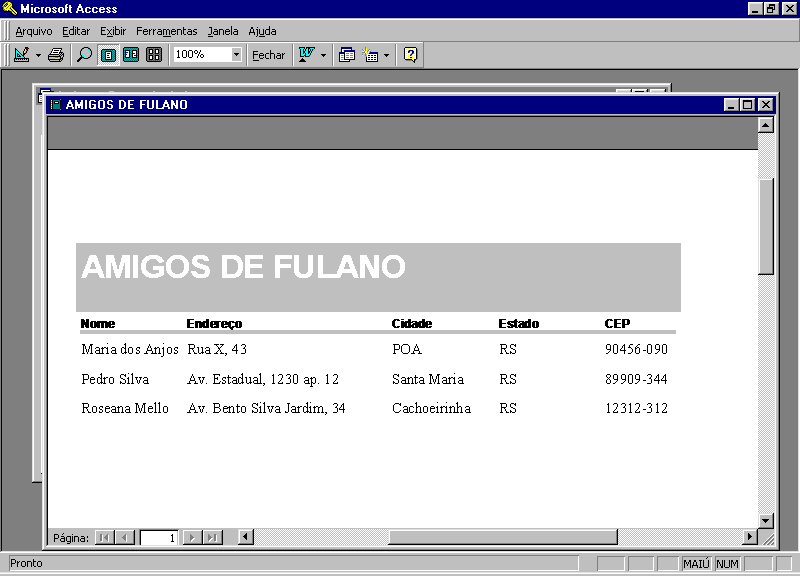 Microsoft Access
Arquivo Editar Exibir Ferramentas Janela Ajuda
100% Fechar
AMIGOS DE FULANO
AMIGOS DE FULANO
Nome Endereço Cidade Estado CEP
Maria dos Anjos Rua X, 43 POA RS 90456-090
Pedro Silva Av. Estadual, 1230 ap. 12 Santa Maria RS 89909-344
Roseana Mello Av. Bento Silva Jardim, 34 Cachoeirinha RS 12312-312
Página: 1
Pronto MAIÚ NUM